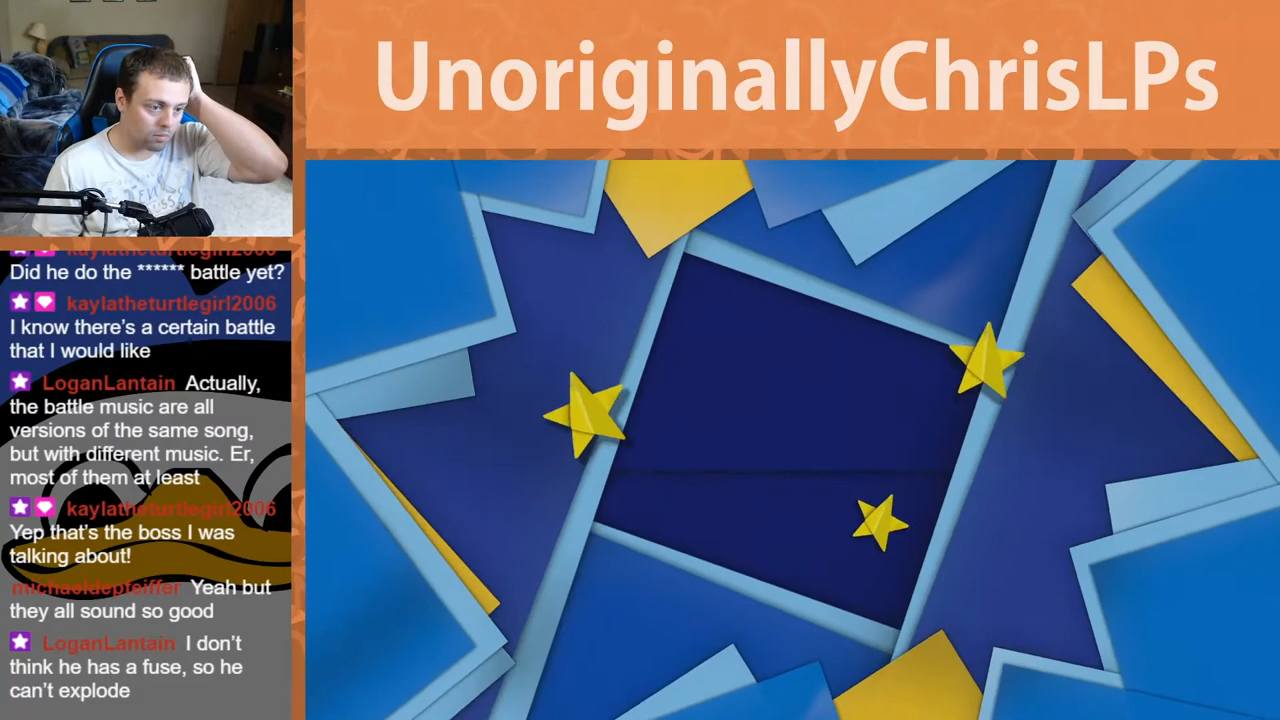 UnoriginallyChrisLPs
kaylatheturtlegirl2006
Did he do the ****** battle yet?
kaylatheturtlegirl2006
I know there's a certain battle
that I would like
LoganLantain Actually,
the battle music are all
versions of the same song,
but with different music. Er,
most of them at least
kaylatheturtlegirl2006
Yep that's the boss I was
talking about!
michaeldepfeiffer Yeah but
they all sound so good
LoganLantain I don't
think he has a fuse, so he
can't explode